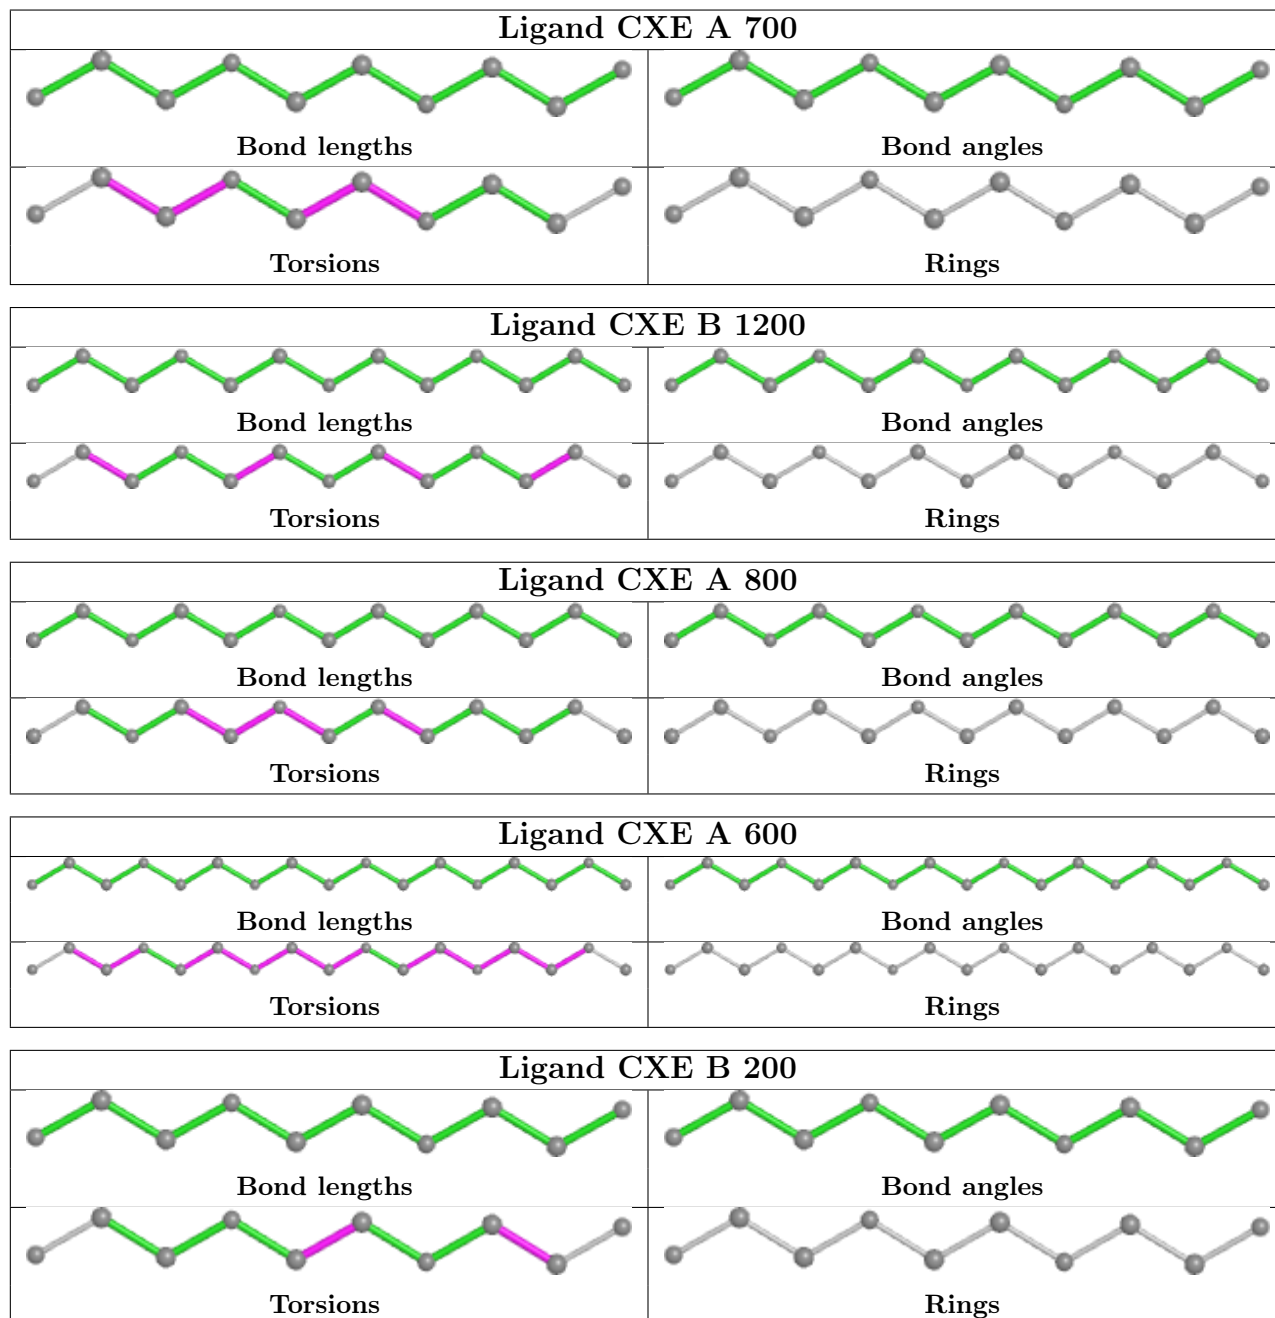 Ligand CXE A 700
Bond lengths
Bond angles
Torsions
Rings
Ligand CXE B 1200
Bond lengths
Bond angles
Torsions
Rings
Ligand CXE A 800
Bond lengths
Bond angles
Torsions
Rings
Ligand CXE A 600
Bond lengths
Bond angles
Torsions
Rings
Ligand CXE B 200
Bond lengths
Bond angles
Torsions
Rings